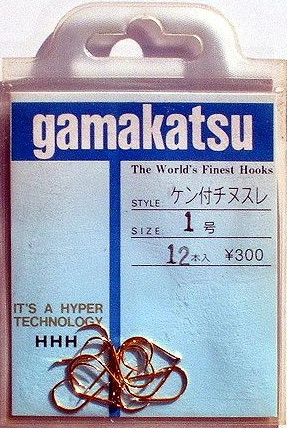 gamakatsu
The World's Finest Hooks
STYLE ケン付チヌスレ
SIZE 1号
12本入 ¥300
IT'S A HYPER
TECHNOLOGY
HHH